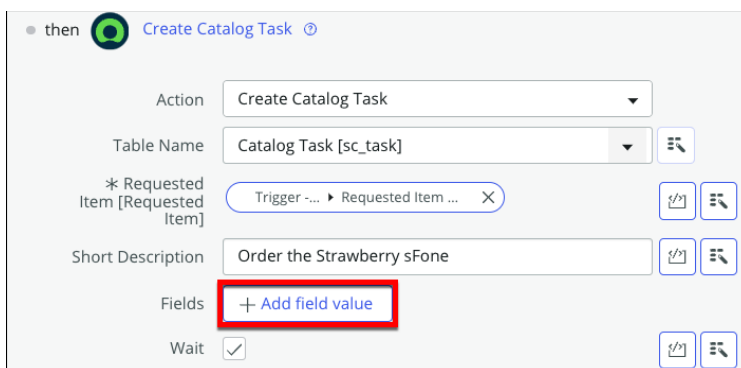 then Create Catalog Task
Action Create Catalog Task
Table Name Catalog Task [sc_task]
* Requested
Item [Requested
Item]
Trigger -... ▸ Requested Item ... ×
Short Description Order the Strawberry sFone
Fields + Add field value
Wait